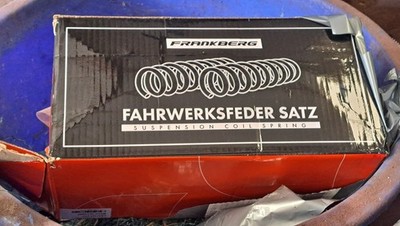 FRANKBERG
FAHRWERKSFEDER SATZ
SUSPENSION COIL SPRING